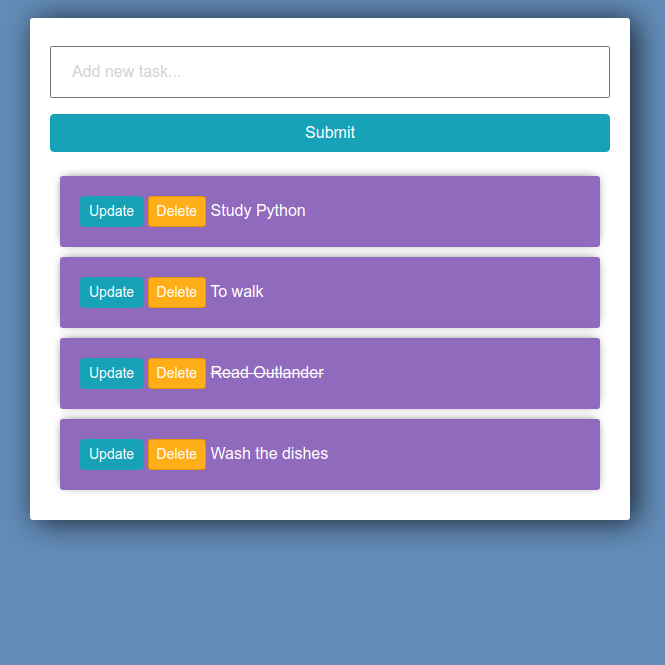 Add new task...
Submit
Update Delete Study Python
Update Delete To walk
Update Delete Read Outlander
Update Delete Wash the dishes